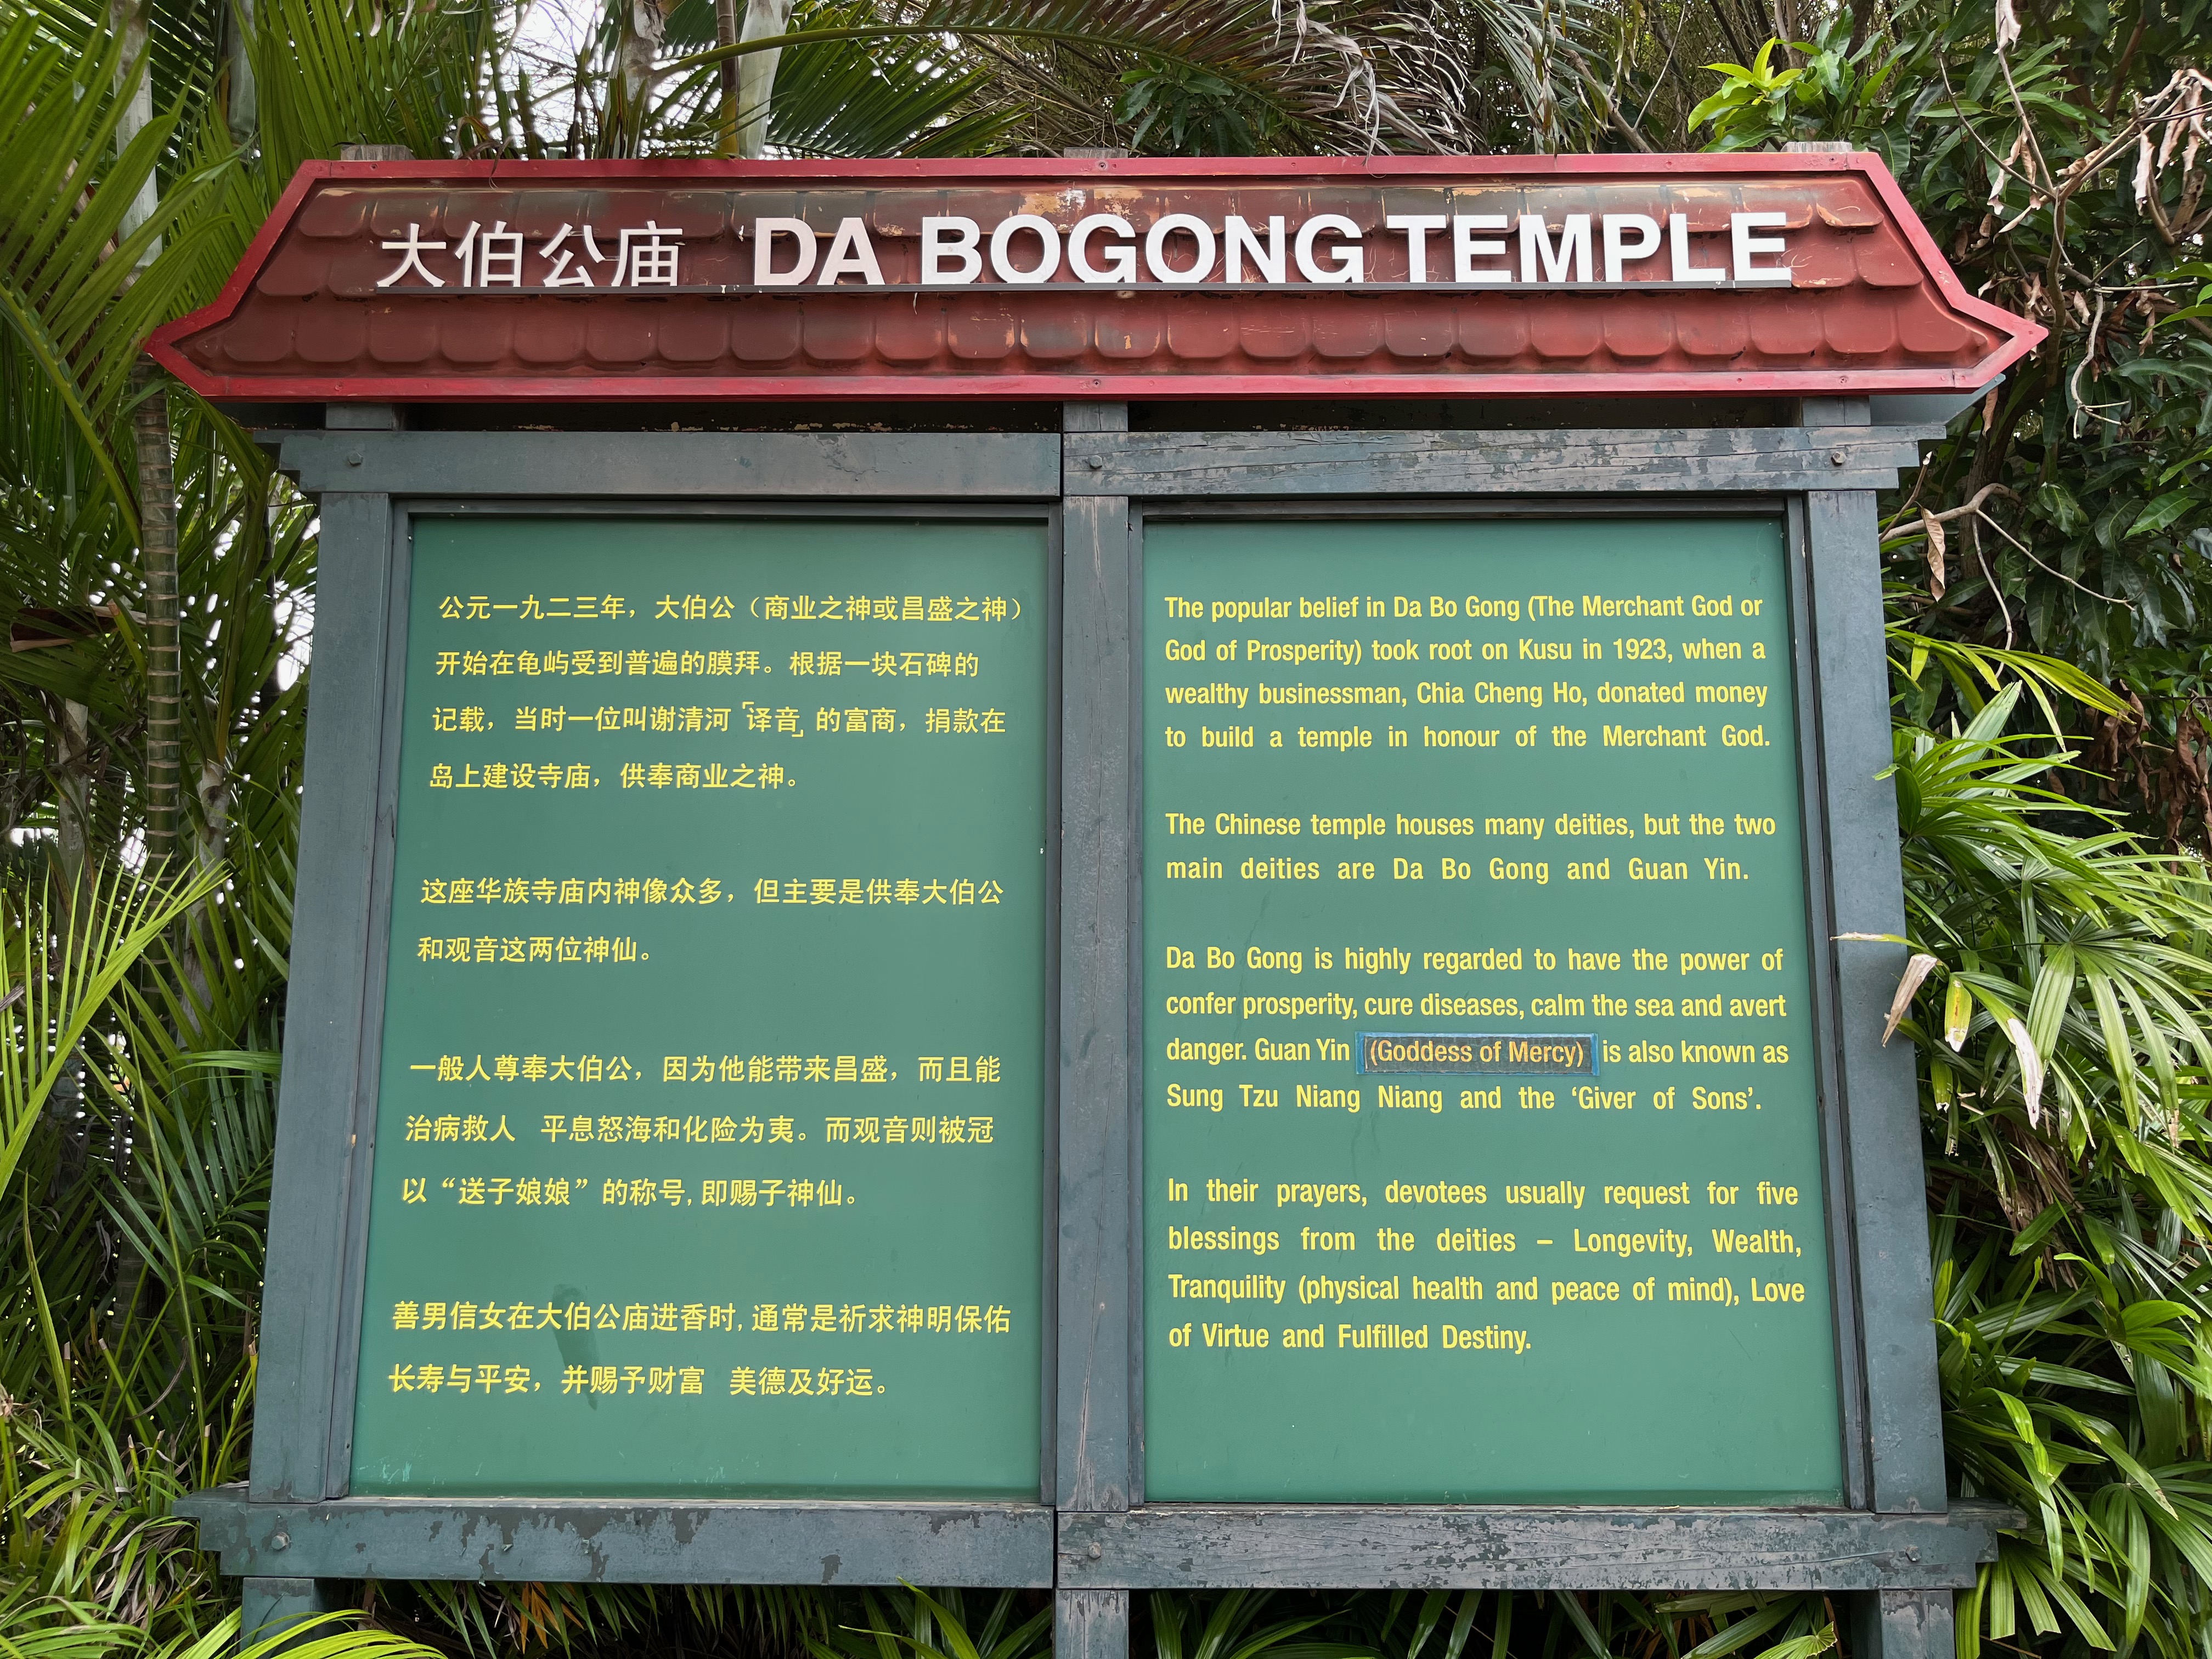 大伯公庙 DA BOGONG TEMPLE
公元一九二三年，大伯公（商业之神或昌盛之神）
开始在龟屿受到普遍的膜拜。根据一块石碑的
记载，当时一位叫谢清河「译音」的富商，捐款在
岛上建设寺庙，供奉商业之神。
这座华族寺庙内神像众多，但主要是供奉大伯公
和观音这两位神仙。
一般人尊奉大伯公，因为他能带来昌盛，而且能
治病救人 平息怒海和化险为夷。而观音则被冠
以“送子娘娘”的称号,即赐子神仙。
善男信女在大伯公庙进香时,通常是祈求神明保佑
长寿与平安，并赐予财富 美德及好运。
The popular belief in Da Bo Gong (The Merchant God or
God of Prosperity) took root on Kusu in 1923, when a
wealthy businessman, Chia Cheng Ho, donated money
to build a temple in honour of the Merchant God.
The Chinese temple houses many deities, but the two
main deities are Da Bo Gong and Guan Yin.
Da Bo Gong is highly regarded to have the power of
confer prosperity, cure diseases, calm the sea and avert
danger. Guan Yin (Goddess of Mercy) is also known as
Sung Tzu Niang Niang and the ‘Giver of Sons’.
In their prayers, devotees usually request for five
blessings from the deities – Longevity, Wealth,
Tranquility (physical health and peace of mind), Love
of Virtue and Fulfilled Destiny.